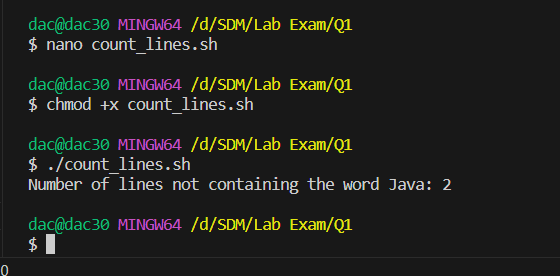 dac@dac30 MINGW64 /d/SDM/Lab Exam/Q1
$ nano count_lines.sh
dac@dac30 MINGW64 /d/SDM/Lab Exam/Q1
$ chmod +x count_lines.sh
dac@dac30 MINGW64 /d/SDM/Lab Exam/Q1
$ ./count_lines.sh
Number of lines not containing the word Java: 2
dac@dac30 MINGW64 /d/SDM/Lab Exam/Q1
$
0